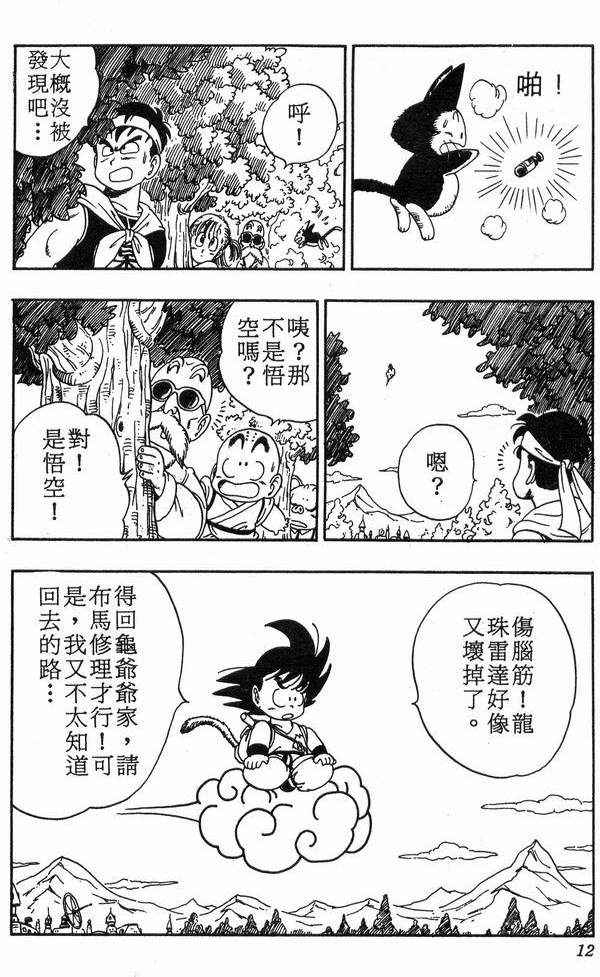 啪！
呼！
大概沒被
發現吧…
嗯？
咦？那
不是悟
空嗎？
對！
是悟空！
傷腦筋！龍
珠雷達好像
又壞掉了。
得回龜爺爺家，請
布馬修理才行！可
是，我又不太知道
回去的路…
12